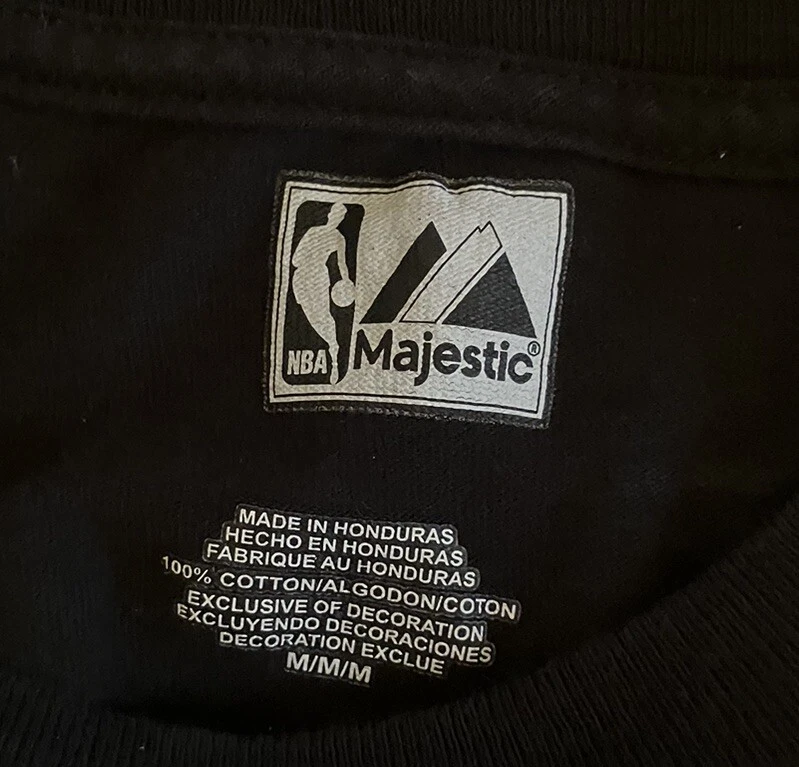 NBA
Majestic®
MADE IN HONDURAS
HECHO EN HONDURAS
FABRIQUE AU HONDURAS
100% COTTON/ALGODON/COTON
EXCLUSIVE OF DECORATION
EXCLUYENDO DECORACIONES
DECORATION EXCLUE
M/M/M